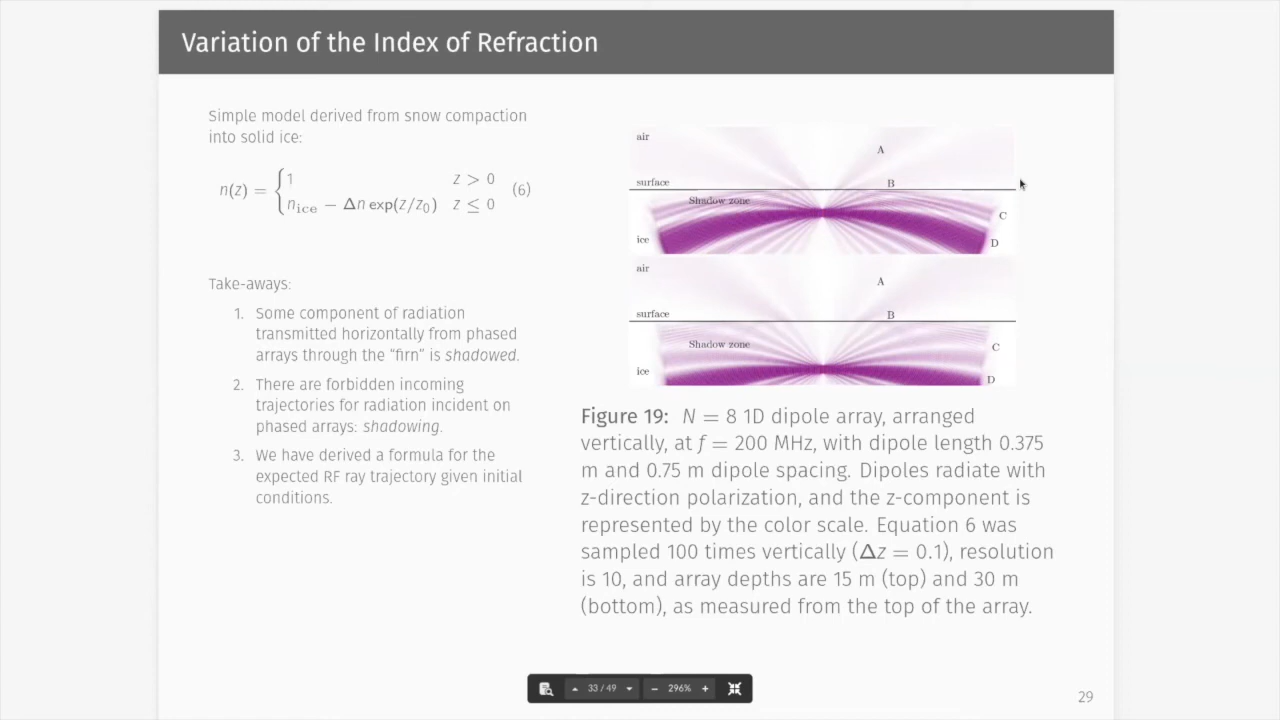 Variation of the Index of Refraction
Simple model derived from snow compaction
into solid ice:
n(z) = {1 z > 0
n_ice − Δn exp(z/z₀) z ≤ 0 (6)
Take-aways:
1. Some component of radiation
transmitted horizontally from phased
arrays through the “firn” is shadowed.
2. There are forbidden incoming
trajectories for radiation incident on
phased arrays: shadowing.
3. We have derived a formula for the
expected RF ray trajectory given initial
conditions.
air
A
surface
B
Shadow zone
C
ice
D
air
A
surface
B
Shadow zone
C
ice
D
Figure 19: N = 8 1D dipole array, arranged
vertically, at f = 200 MHz, with dipole length 0.375
m and 0.75 m dipole spacing. Dipoles radiate with
z-direction polarization, and the z-component is
represented by the color scale. Equation 6 was
sampled 100 times vertically (Δz = 0.1), resolution
is 10, and array depths are 15 m (top) and 30 m
(bottom), as measured from the top of the array.
33 / 49
296%
29